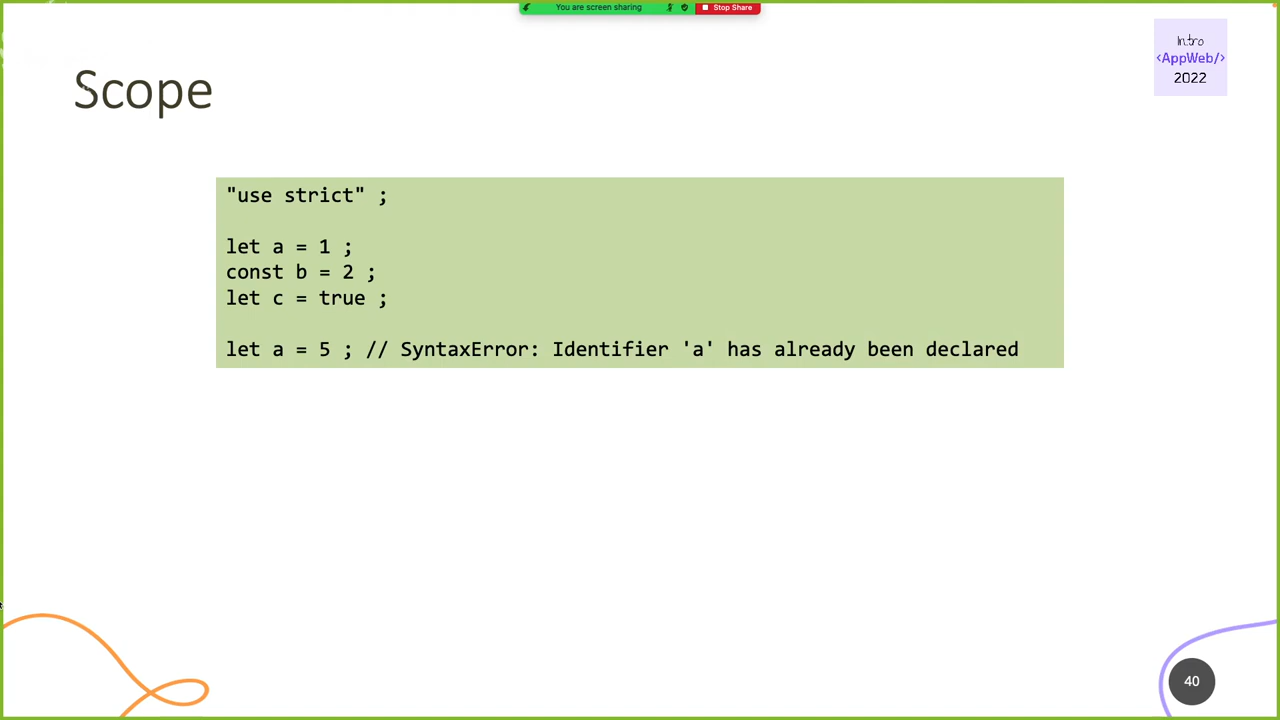 You are screen sharing
Stop Share
Intro
<AppWeb/>
2022
Scope
"use strict" ;
let a = 1 ;
const b = 2 ;
let c = true ;
let a = 5 ; // SyntaxError: Identifier 'a' has already been declared
40